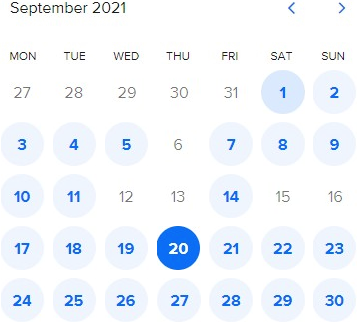 September 2021
MON TUE WED THU FRI SAT SUN
27 28 29 30 31 1 2
3 4 5 6 7 8 9
10 11 12 13 14 15 16
17 18 19 20 21 22 23
24 25 26 27 28 29 30